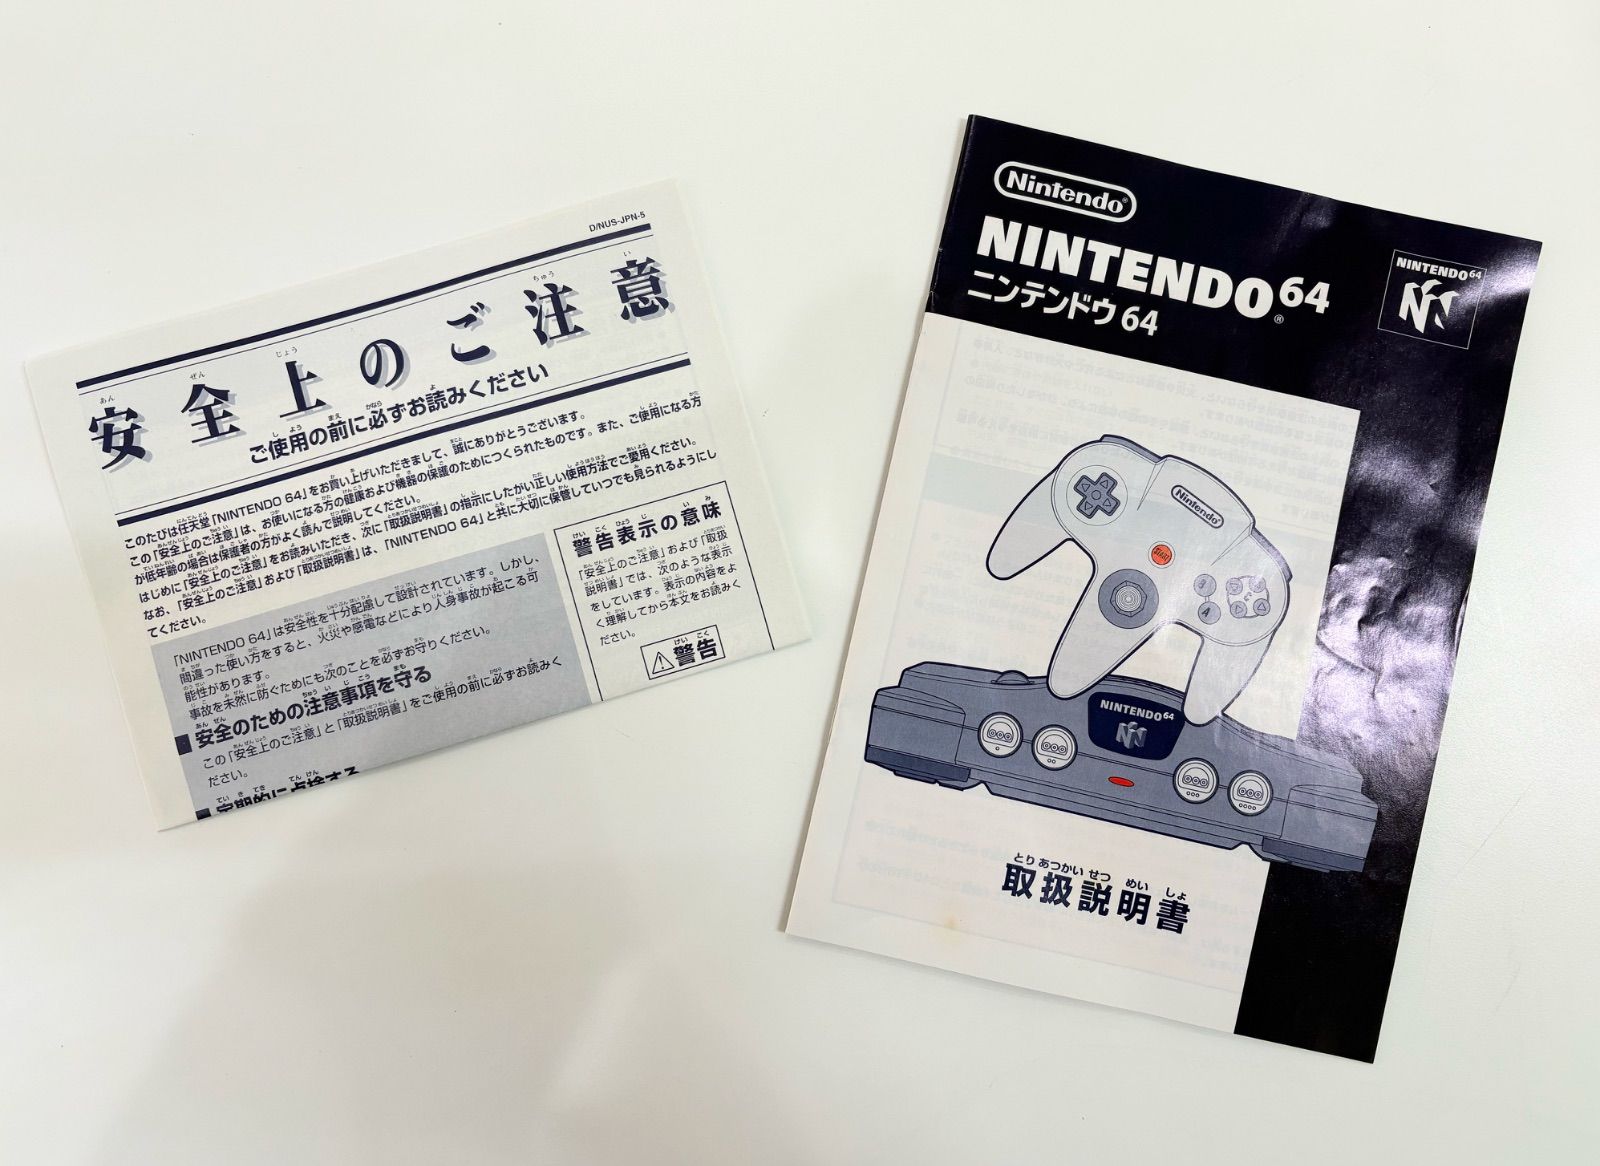 D/NUS-JPN-5
安全上のご注意
ご使用の前に必ずお読みください
このたびは任天堂「NINTENDO 64」をお買い上げいただきまして、誠にありがとうございます。
この「安全上のご注意」は、お使いになる方の健康および機器の保護のためにつくられたものです。また、ご使用になる方
が低年齢の場合は保護者の方がよく読んで説明してください。
はじめに「安全上のご注意」をお読みいただき、次に「取扱説明書」の指示にしたがい正しい使用方法でご愛用ください。
なお、「安全上のご注意」および「取扱説明書」は、「NINTENDO 64」と共に大切に保管していつでも見られるようにし
てください。
「NINTENDO 64」は安全性を十分配慮して設計されています。しかし、
間違った使い方をすると、火災や感電などにより人身事故が起こる可
能性があります。
事故を未然に防ぐためにも次のことを必ずお守りください。
■安全のための注意事項を守る
この「安全上のご注意」と「取扱説明書」をご使用の前に必ずお読みく
ださい。
■定期的に点検する
警告表示の意味
「安全上のご注意」および「取扱
説明書」では、次のような表示
をしています。表示の内容をよ
く理解してから本文をお読みく
ださい。
⚠警告
Nintendo®
NINTENDO64®
ニンテンドウ64
NINTENDO64
Nintendo
START
A
NINTENDO64
とりあつかいせつめいしょ
取扱説明書